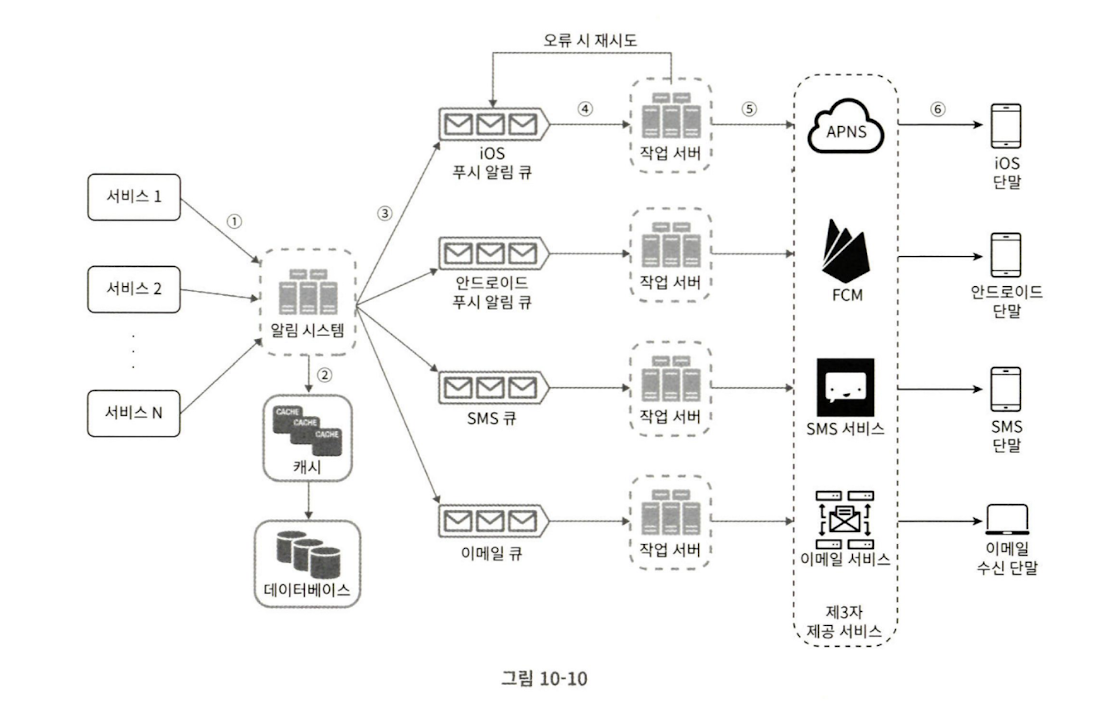 오류 시 재시도
④
⑤
⑥
APNS
iOS
푸시 알림 큐
작업 서버
iOS
단말
서비스 1
①
③
서비스 2
알림 시스템
안드로이드
푸시 알림 큐
작업 서버
FCM
안드로이드
단말
.
.
.
서비스 N
②
CACHE
CACHE
CACHE
캐시
SMS 큐
작업 서버
SMS 서비스
SMS
단말
데이터베이스
이메일 큐
작업 서버
이메일 서비스
이메일
수신 단말
제3자
제공 서비스
그림 10-10